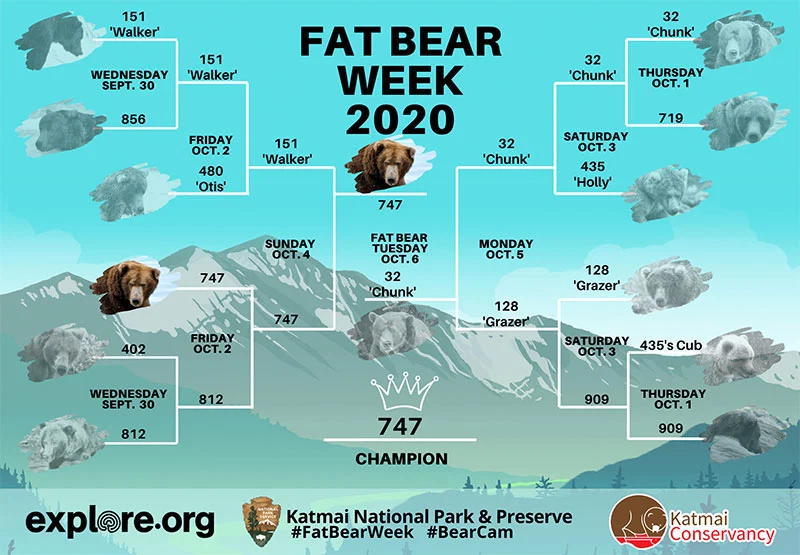 FAT BEAR
WEEK
2020
151
'Walker'
WEDNESDAY
SEPT. 30
856
151
'Walker'
FRIDAY
OCT. 2
480
'Otis'
151
'Walker'
SUNDAY
OCT. 4
747
747
402
FRIDAY
OCT. 2
WEDNESDAY
SEPT. 30
812
812
747
FAT BEAR
TUESDAY
OCT. 6
32
'Chunk'
32
'Chunk'
MONDAY
OCT. 5
128
'Grazer'
32
'Chunk'
SATURDAY
OCT. 3
435
'Holly'
32
'Chunk'
THURSDAY
OCT. 1
719
128
'Grazer'
SATURDAY
OCT. 3
909
435's Cub
THURSDAY
OCT. 1
909
747
CHAMPION
explore.org
NATIONAL
PARK
SERVICE
Katmai National Park & Preserve
#FatBearWeek #BearCam
Katmai
Conservancy